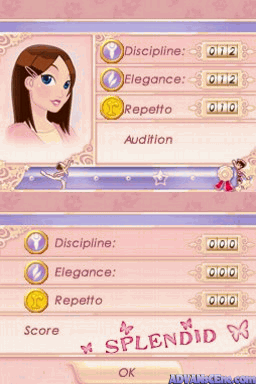 Discipline: 012
Elegance: 012
Repetto 010
Audition
Discipline: 000
Elegance: 000
Repetto 000
Score SPLENDID
OK
ADVANSCENE.com